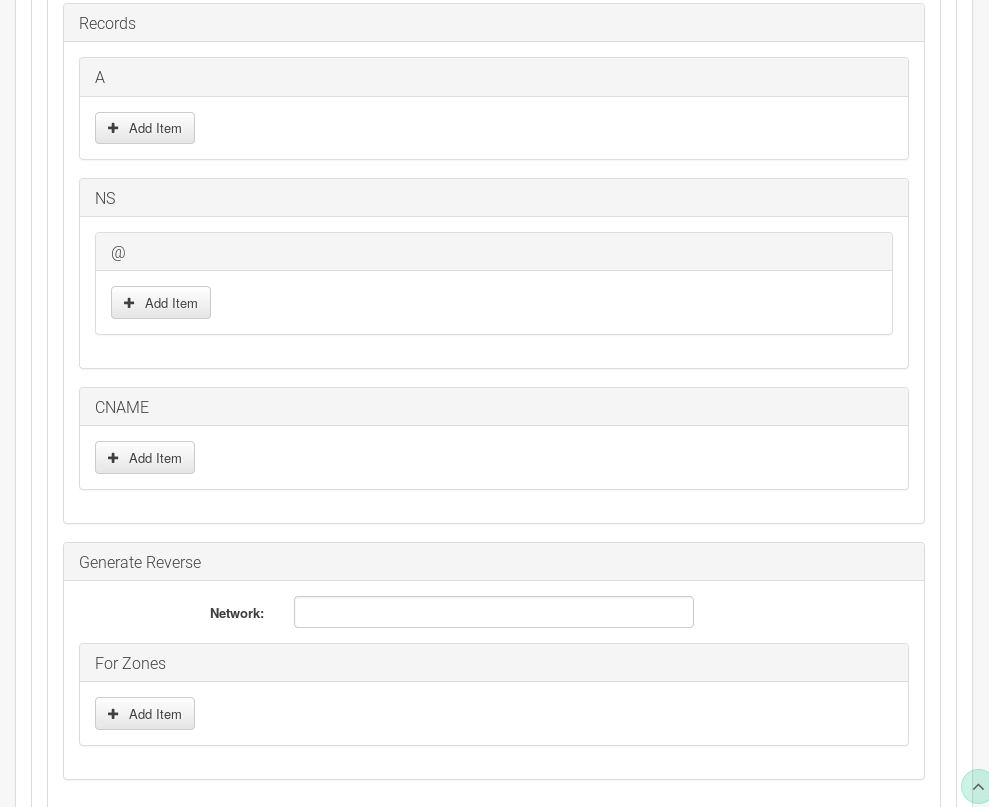 Records
A
Add Item
NS
@
Add Item
CNAME
Add Item
Generate Reverse
Network:
For Zones
Add Item